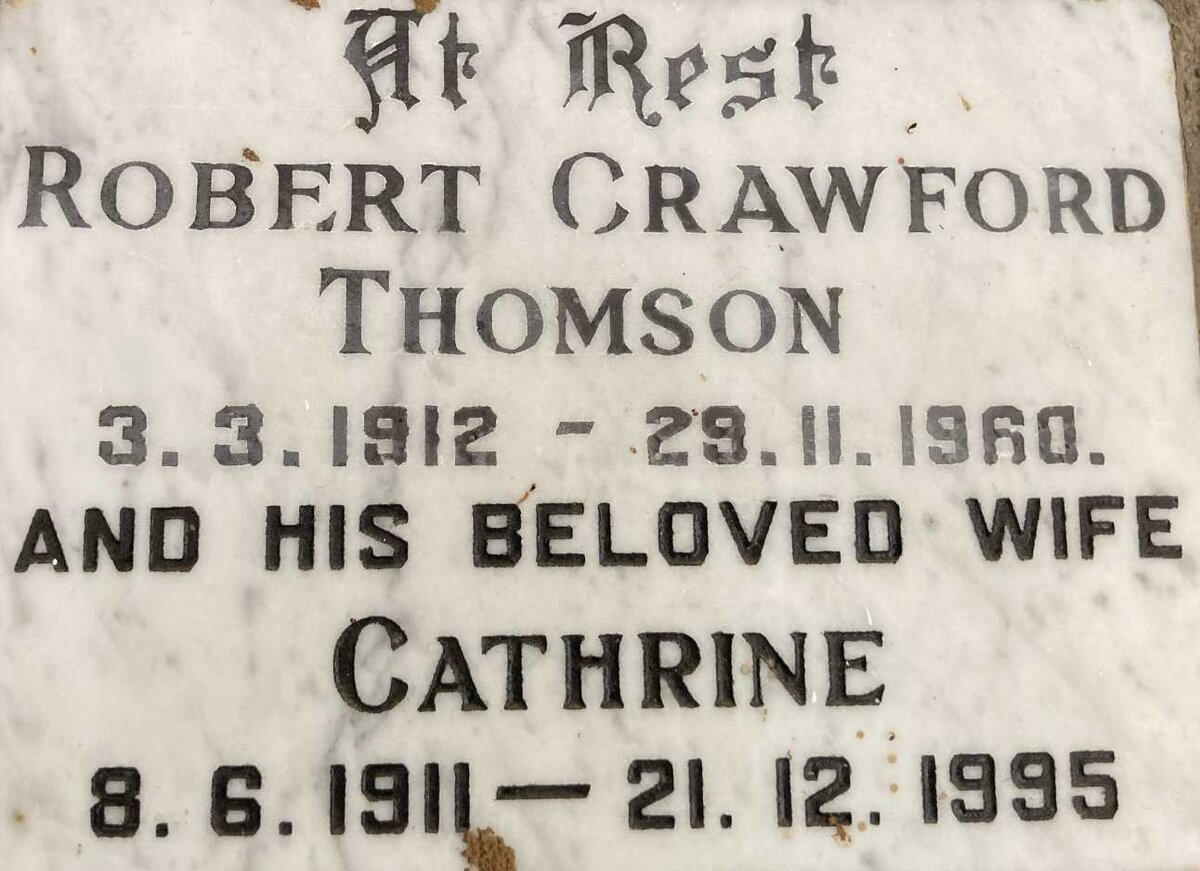 At Rest
ROBERT CRAWFORD
THOMSON
3. 3. 1912 - 29. 11. 1960.
AND HIS BELOVED WIFE
CATHRINE
8. 6. 1911 — 21. 12. 1995